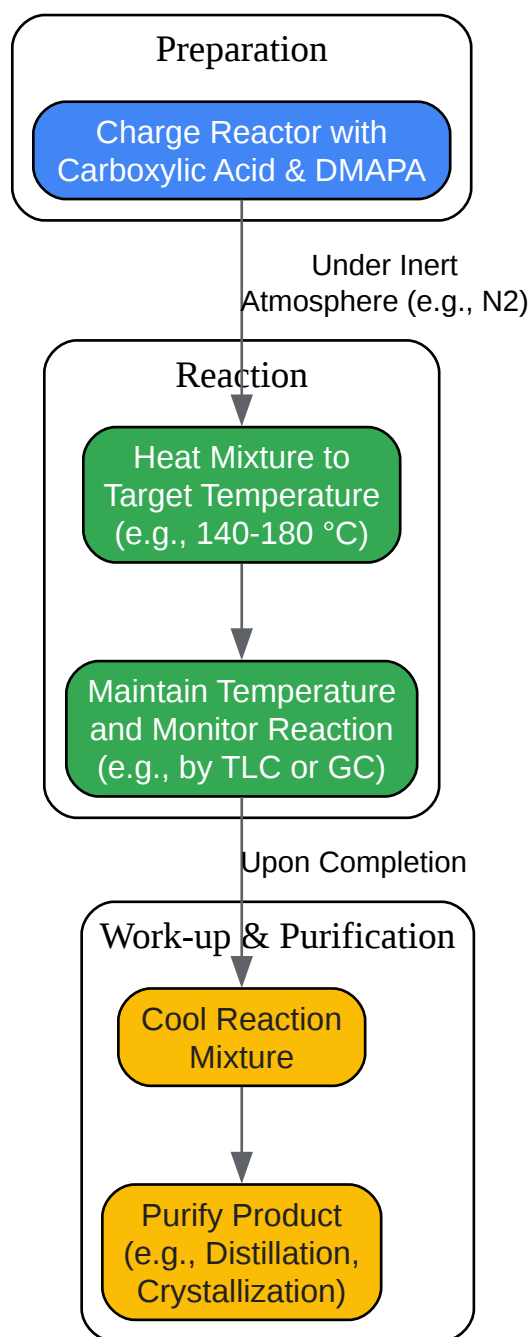 Preparation
Charge Reactor with
Carboxylic Acid & DMAPA
Under Inert
Atmosphere (e.g., N2)
Reaction
Heat Mixture to
Target Temperature
(e.g., 140-180 °C)
Maintain Temperature
and Monitor Reaction
(e.g., by TLC or GC)
Upon Completion
Work-up & Purification
Cool Reaction
Mixture
Purify Product
(e.g., Distillation,
Crystallization)